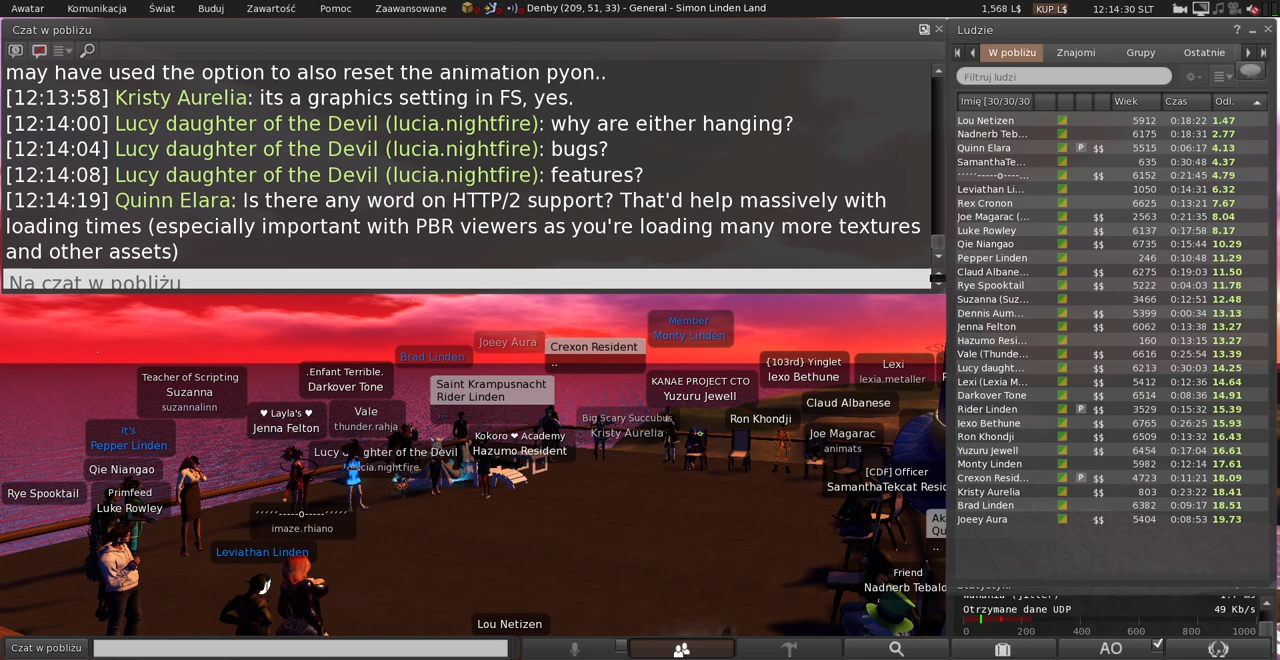 Awatar Komunikacja Świat Buduj Zawartość Pomoc Zaawansowane Denby (209, 51, 33) - General - Simon Linden Land 1,568 L$ KUP L$ 12:14:30 SLT
Czat w pobliżu
may have used the option to also reset the animation pyon..
[12:13:58] Kristy Aurelia: its a graphics setting in FS, yes.
[12:14:00] Lucy daughter of the Devil (lucia.nightfire): why are either hanging?
[12:14:04] Lucy daughter of the Devil (lucia.nightfire): bugs?
[12:14:08] Lucy daughter of the Devil (lucia.nightfire): features?
[12:14:19] Quinn Elara: Is there any word on HTTP/2 support? That'd help massively with
loading times (especially important with PBR viewers as you're loading many more textures
and other assets)
Na czat w pobliżu
Member
Monty Linden
Joeey Aura
Crexon Resident
..
Brad Linden
{103rd} Yinglet
Iexo Bethune
Lexi
lexia.metaller
.Enfant Terrible.
Darkover Tone
Teacher of Scripting
Suzanna
suzannalinn
Saint Krampusnacht
Rider Linden
...
KANAE PROJECT CTO
Yuzuru Jewell
Claud Albanese
♥ Layla's ♥
Jenna Felton
Vale
thunder.rahja
Big Scary Succubus
Kristy Aurelia
Ron Khondji
It's
Pepper Linden
Kokoro ♥ Academy
Hazumo Resident
Joe Magarac
animats
Lucy daughter of the Devil
lucia.nightfire
Qie Niangao
[CDF] Officer
SamanthaTekcat Resid
Rye Spooktail
Primfeed
Luke Rowley
´´´´´-----o----
imaze.rhiano
Ak
Qu
..
Leviathan Linden
Friend
Nadnerb Tebald
Lou Netizen
Czat w pobliżu
Ludzie
W pobliżu Znajomi Grupy Ostatnie
Filtruj ludzi
Imię [30/30/30 Wiek Czas Odl.
Lou Netizen 5912 0:18:22 1.47
Nadnerb Teb... 6175 0:18:31 2.77
Quinn Elara P $$ 5515 0:06:17 4.13
SamanthaTe... 635 0:30:48 4.37
´´´´´-----o----... $$ 6152 0:21:45 4.79
Leviathan Li... 1050 0:14:31 6.32
Rex Cronon 6625 0:13:21 7.67
Joe Magarac (... $$ 2563 0:21:35 8.04
Luke Rowley $$ 6137 0:17:58 8.17
Qie Niangao $$ 6735 0:15:44 10.29
Pepper Linden 246 0:10:48 11.29
Claud Albane... $$ 6275 0:19:03 11.50
Rye Spooktail $$ 5222 0:04:03 11.78
Suzanna (Suz... 3466 0:12:51 12.48
Dennis Aum... $$ 5399 0:00:34 13.13
Jenna Felton $$ 6062 0:13:38 13.27
Hazumo Resi... 160 0:13:15 13.27
Vale (Thunde... $$ 6616 0:25:54 13.39
Lucy daught... $$ 6213 0:30:03 14.25
Lexi (Lexia M... $$ 5412 0:12:36 14.64
Darkover Tone $$ 6514 0:08:36 14.91
Rider Linden P $$ 3529 0:15:32 15.39
Iexo Bethune $$ 6765 0:26:25 15.93
Ron Khondji $$ 6509 0:13:32 16.43
Yuzuru Jewell $$ 6454 0:17:04 16.61
Monty Linden 5982 0:12:14 17.61
Crexon Resid... P $$ 4723 0:11:21 18.09
Kristy Aurelia $$ 803 0:23:22 18.41
Brad Linden 6382 0:09:17 18.51
Joeey Aura $$ 5404 0:08:53 19.73
Otrzymane dane UDP 49 Kb/s
0 200 400 600 800 1000
AO